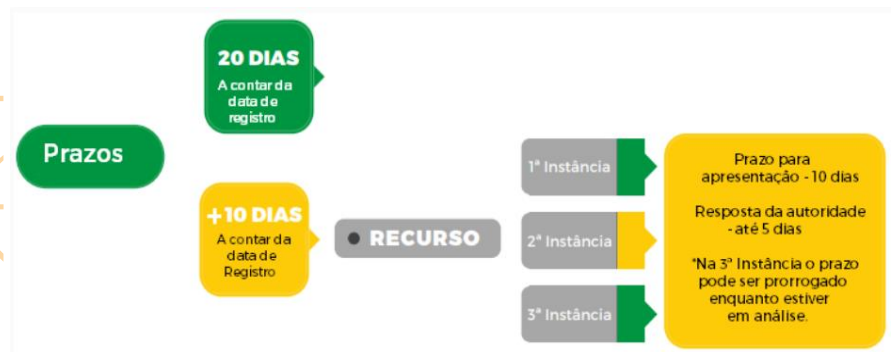 Prazos
20 DIAS
A contar da
data de
registro
+10 DIAS
A contar da
data de
Registro
RECURSO
1ª Instância
2ª Instância
3ª Instância
Prazo para
apresentação - 10 dias
Resposta da autoridade
- até 5 dias
*Na 3ª Instância o prazo
pode ser prorrogado
enquanto estiver
em análise.